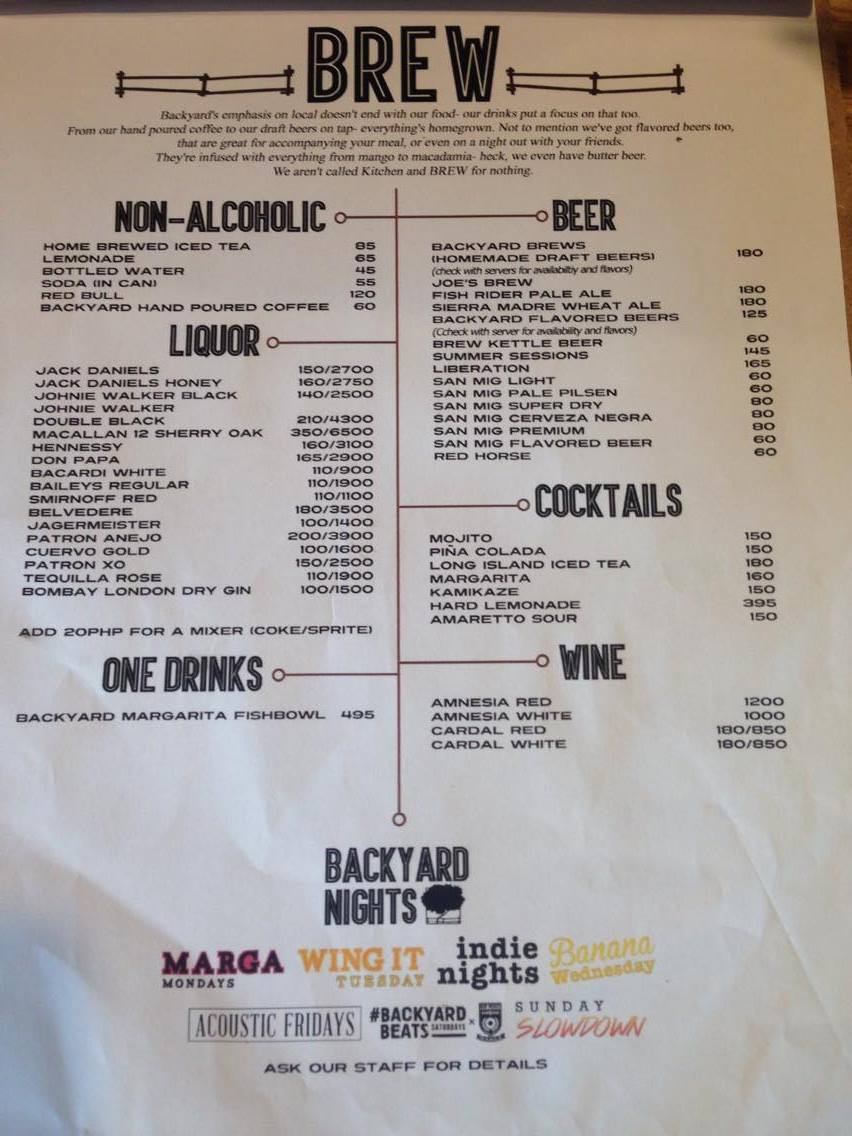 BREW
Backyard's emphasis on local doesn't end with our food- our drinks put a focus on that too.
From our hand poured coffee to our draft beers on tap- everything's homegrown. Not to mention we've got flavored beers too,
that are great for accompanying your meal, or even on a night out with your friends.
They're infused with everything from mango to macadamia- heck, we even have butter beer.
We aren't called Kitchen and BREW for nothing.
NON-ALCOHOLIC
HOME BREWED ICED TEA 85
LEMONADE 65
BOTTLED WATER 45
SODA (IN CAN) 55
RED BULL 120
BACKYARD HAND POURED COFFEE 60
LIQUOR
JACK DANIELS 150/2700
JACK DANIELS HONEY 160/2750
JOHNIE WALKER BLACK 140/2500
JOHNIE WALKER
DOUBLE BLACK 210/4300
MACALLAN 12 SHERRY OAK 350/6500
HENNESSY 160/3100
DON PAPA 165/2900
BACARDI WHITE 110/900
BAILEYS REGULAR 110/1900
SMIRNOFF RED 110/1100
BELVEDERE 180/3500
JAGERMEISTER 100/1400
PATRON ANEJO 200/3900
CUERVO GOLD 100/1600
PATRON XO 150/2500
TEQUILLA ROSE 110/1900
BOMBAY LONDON DRY GIN 100/1500
ADD 20PHP FOR A MIXER (COKE/SPRITE)
ONE DRINKS
BACKYARD MARGARITA FISHBOWL 495
BEER
BACKYARD BREWS
(HOMEMADE DRAFT BEERS) 180
(check with servers for availabiltiy and flavors)
JOE'S BREW
FISH RIDER PALE ALE 180
SIERRA MADRE WHEAT ALE 180
BACKYARD FLAVORED BEERS 125
(Ccheck with server for availability and flavors)
BREW KETTLE BEER 60
SUMMER SESSIONS 145
LIBERATION 165
SAN MIG LIGHT 60
SAN MIG PALE PILSEN 60
SAN MIG SUPER DRY 80
SAN MIG CERVEZA NEGRA 80
SAN MIG PREMIUM 80
SAN MIG FLAVORED BEER 60
RED HORSE 60
COCKTAILS
MOJITO 150
PIÑA COLADA 150
LONG ISLAND ICED TEA 180
MARGARITA 160
KAMIKAZE 150
HARD LEMONADE 395
AMARETTO SOUR 150
WINE
AMNESIA RED 1200
AMNESIA WHITE 1000
CARDAL RED 180/850
CARDAL WHITE 180/850
BACKYARD
NIGHTS
MARGA
MONDAYS
WING IT
TUESDAY
indie
nights
Banana
Wednesday
ACOUSTIC FRIDAYS
#BACKYARD
BEATS SATURDAYS x
SUNDAY
SLOWDOWN
ASK OUR STAFF FOR DETAILS